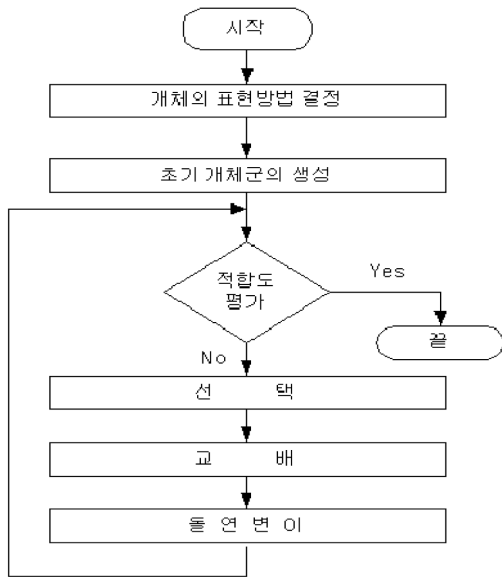 시작
개체의 표현방법 결정
초기 개체군의 생성
적합도
평가
Yes
끝
No
선 택
교 배
돌 연 변 이